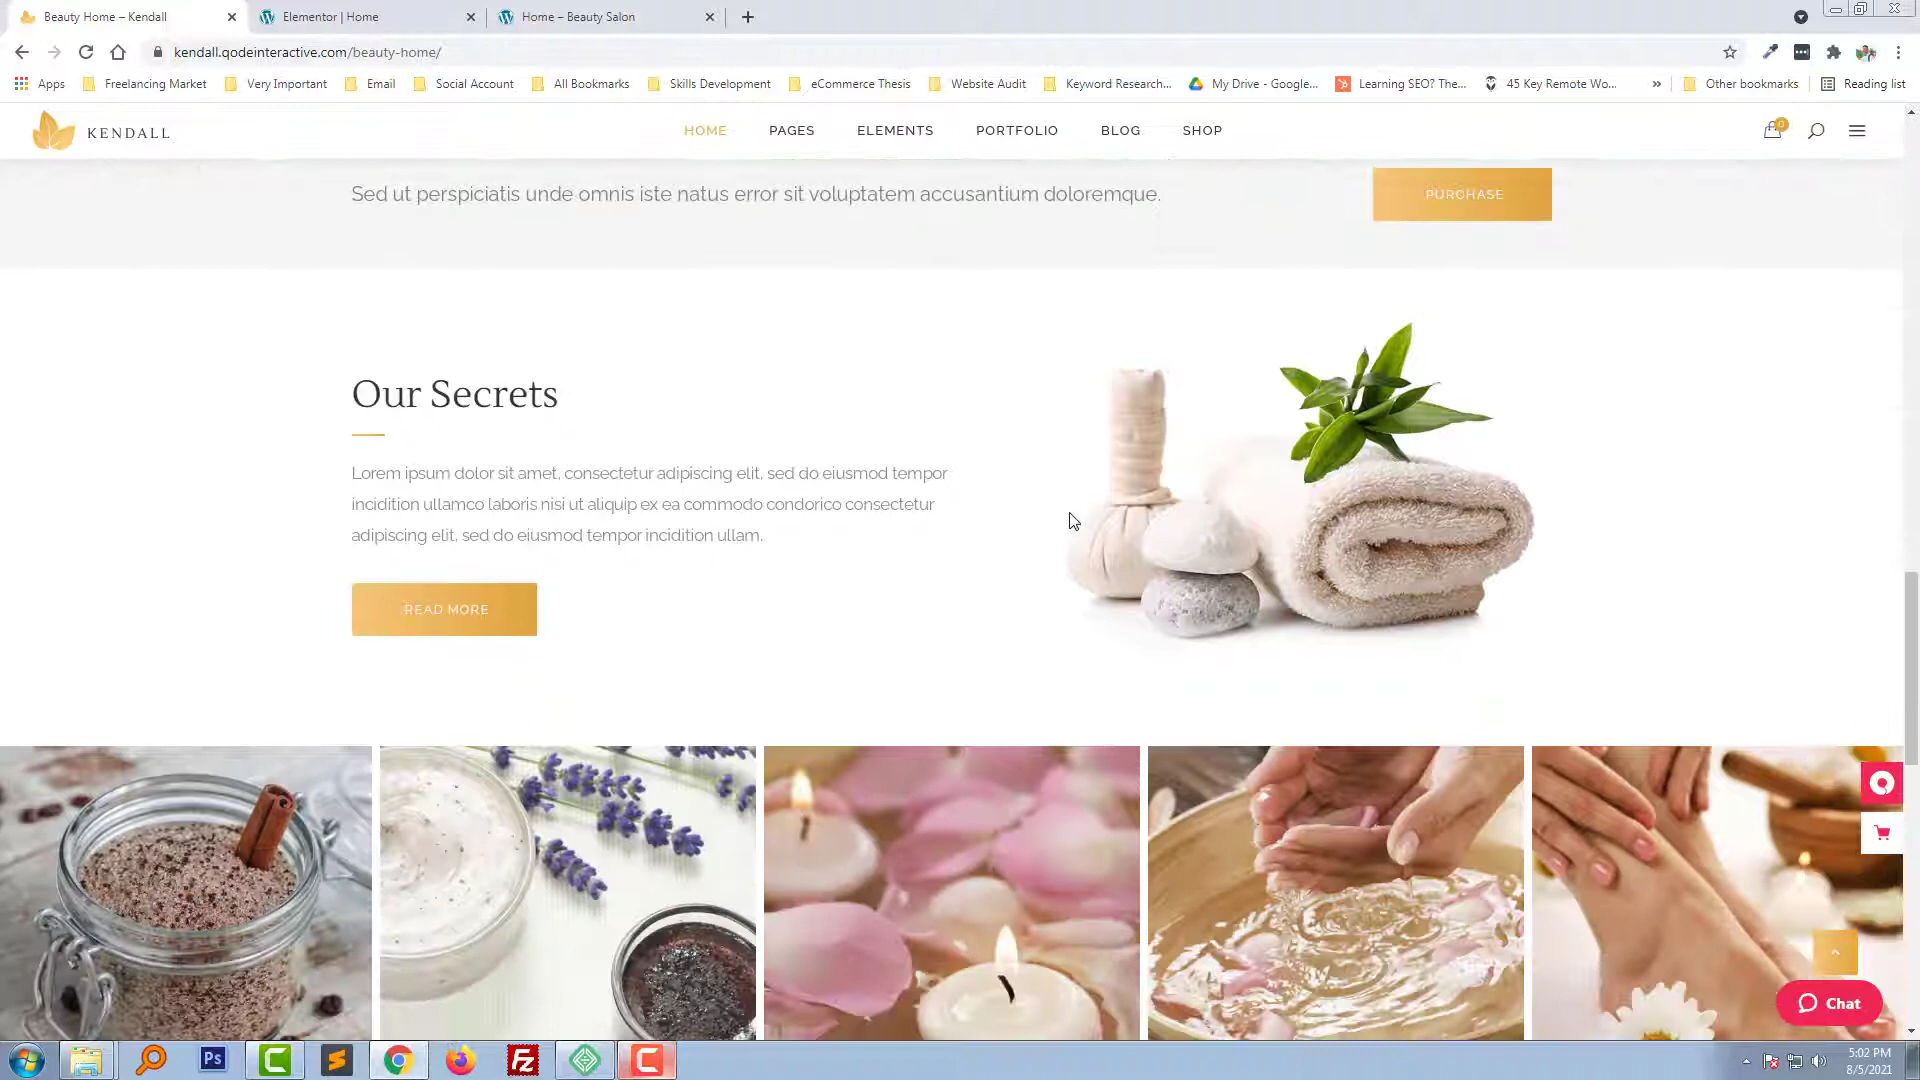 Beauty Home – Kendall
Elementor | Home
Home – Beauty Salon
kendall.qodeinteractive.com/beauty-home/
Apps
Freelancing Market
Very Important
Email
Social Account
All Bookmarks
Skills Development
eCommerce Thesis
Website Audit
Keyword Research...
My Drive - Google...
Learning SEO? The...
45 Key Remote Wo...
»
Other bookmarks
Reading list
KENDALL
HOME
PAGES
ELEMENTS
PORTFOLIO
BLOG
SHOP
0
Sed ut perspiciatis unde omnis iste natus error sit voluptatem accusantium doloremque.
PURCHASE
Our Secrets
Lorem ipsum dolor sit amet, consectetur adipiscing elit, sed do eiusmod tempor
incidition ullamco laboris nisi ut aliquip ex ea commodo condorico consectetur
adipiscing elit, sed do eiusmod tempor incidition ullam.
READ MORE
Chat
Ps
Fz
5:02 PM
8/5/2021